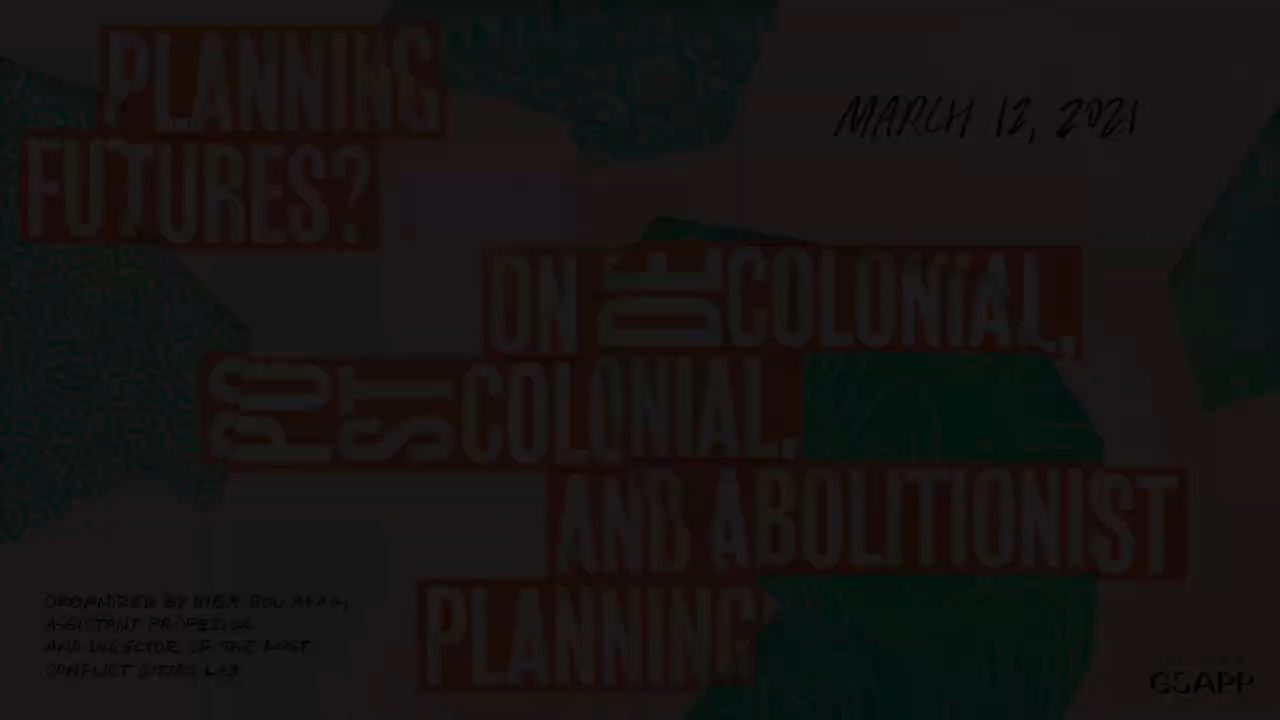 PLANNING
FUTURES?
MARCH 12, 2021
ON DECOLONIAL,
POSTCOLONIAL,
AND ABOLITIONIST
PLANNING
ORGANIZED BY HIBA BOU AKAR,
ASSISTANT PROFESSOR
AND DIRECTOR OF THE POST
CONFLICT CITIES LAB
GSAPP